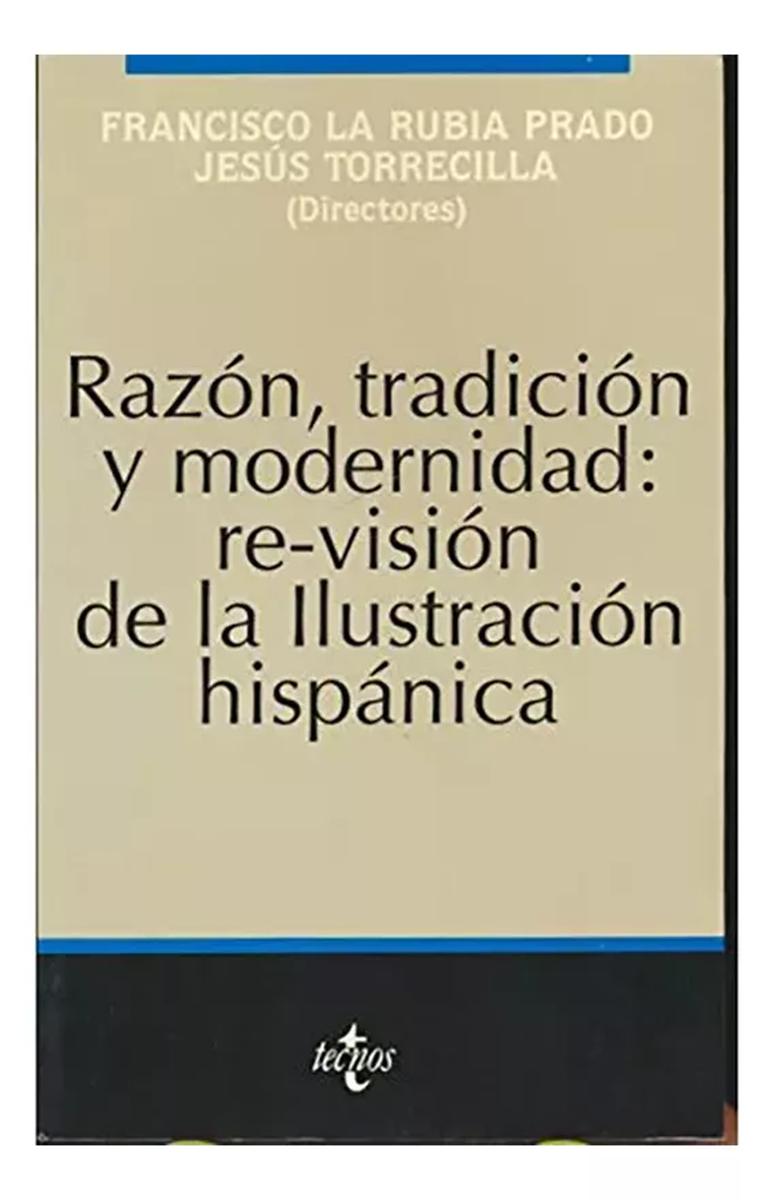 FRANCISCO LA RUBIA PRADO
JESÚS TORRECILLA
(Directores)
Razón, tradición
y modernidad:
re-visión
de la Ilustración
hispánica
tecnos